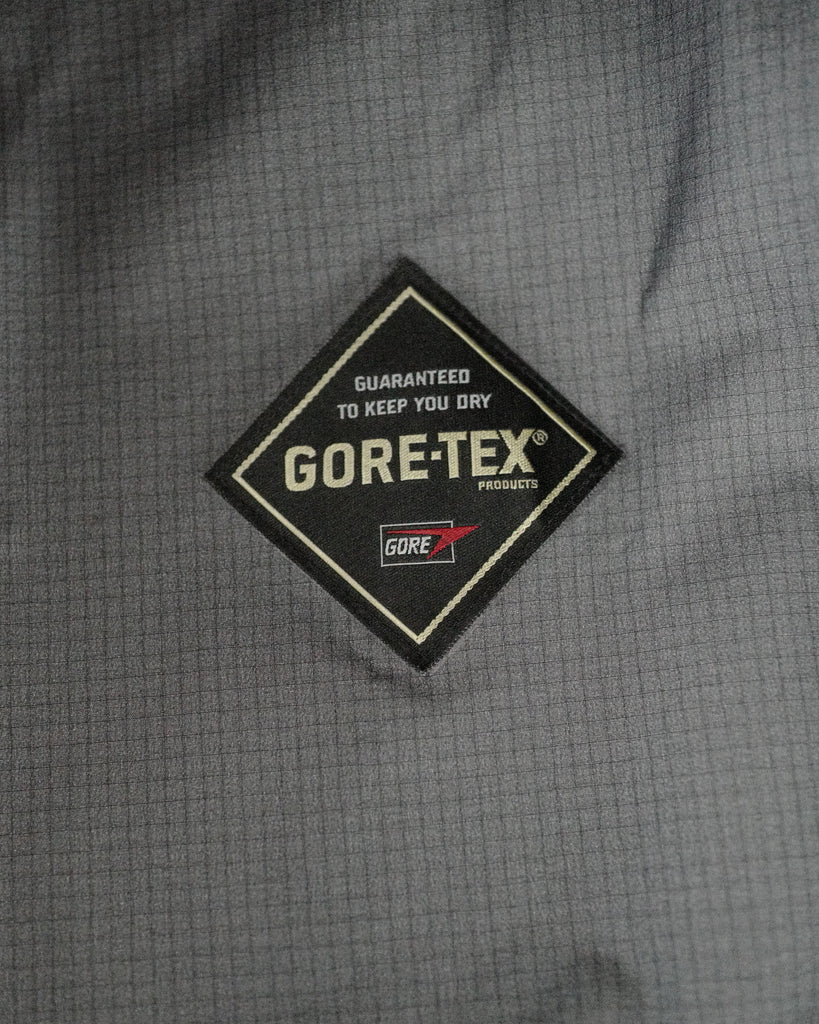 GUARANTEED
TO KEEP YOU DRY
GORE-TEX®
PRODUCTS
GORE